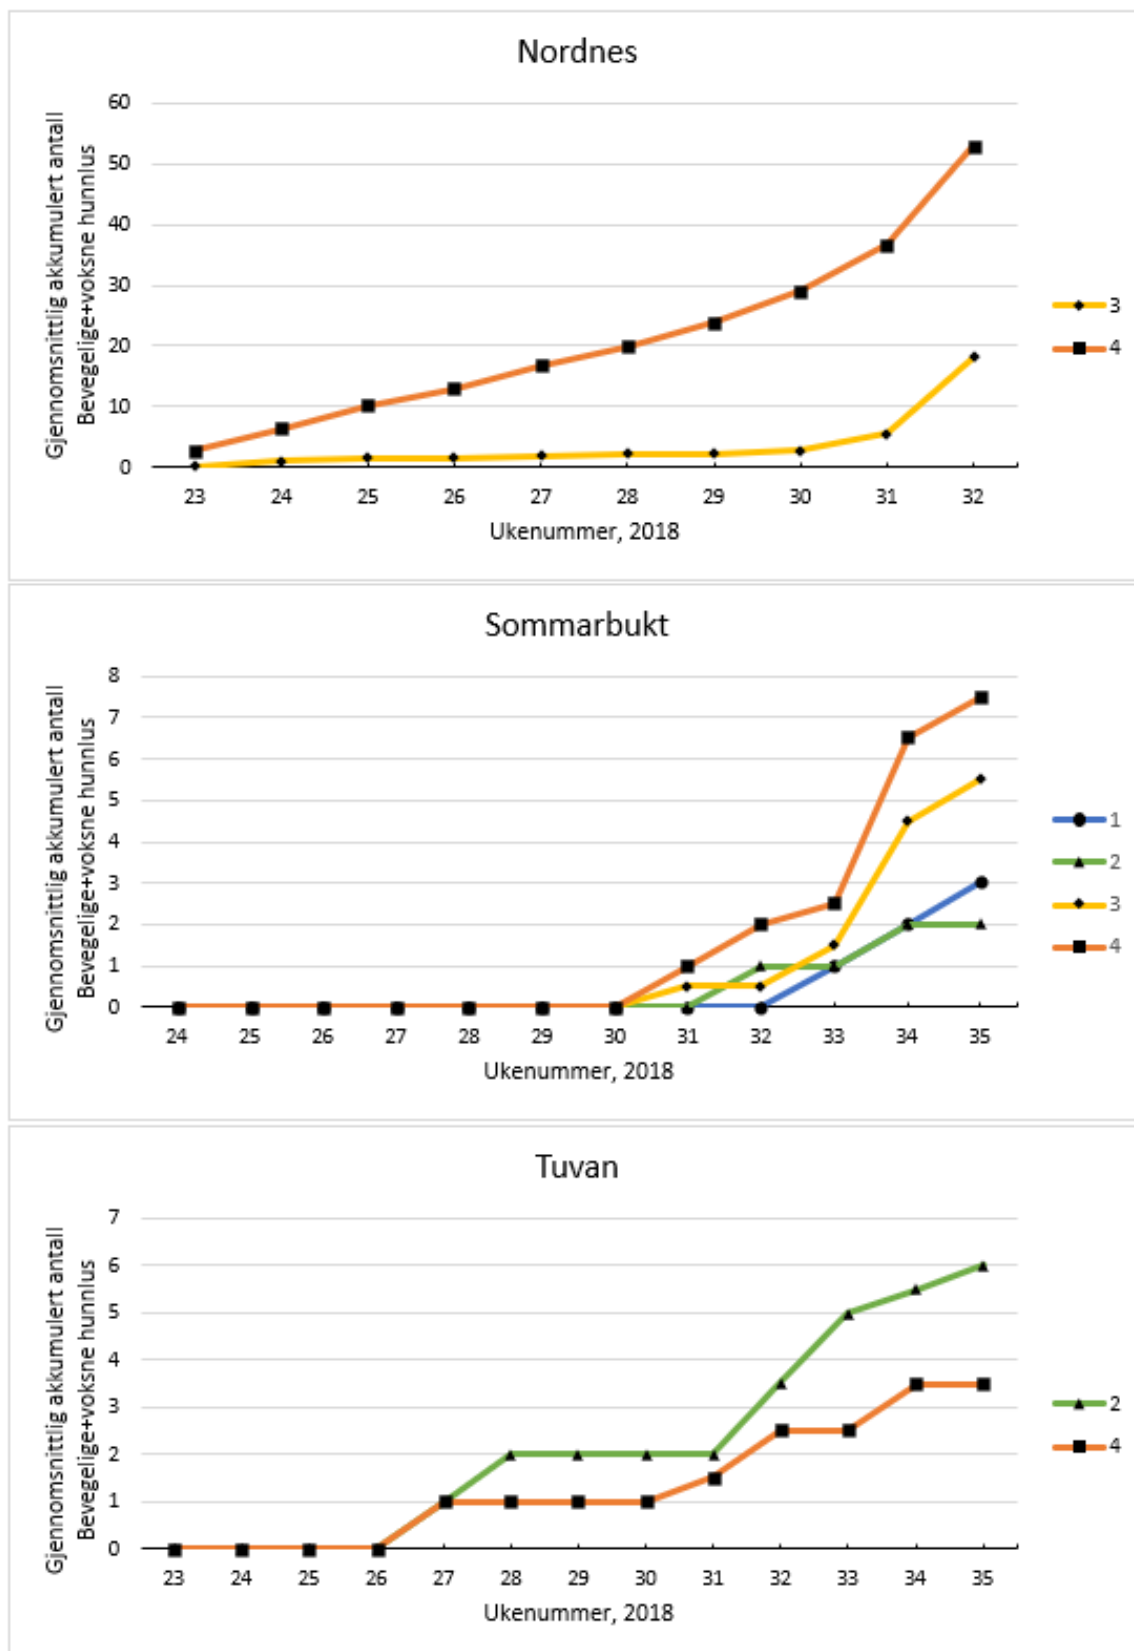 Nordnes
Gjennomsnittlig akkumulert antall
Bevegelige+voksne hunnlus
60
50
40
30
20
10
0
23 24 25 26 27 28 29 30 31 32
Ukenummer, 2018
3
4
Sommarbukt
Gjennomsnittlig akkumulert antall
Bevegelige+voksne hunnlus
8
7
6
5
4
3
2
1
0
24 25 26 27 28 29 30 31 32 33 34 35
Ukenummer, 2018
1
2
3
4
Tuvan
Gjennomsnittlig akkumulert antall
Bevegelige+voksne hunnlus
7
6
5
4
3
2
1
0
23 24 25 26 27 28 29 30 31 32 33 34 35
Ukenummer, 2018
2
4